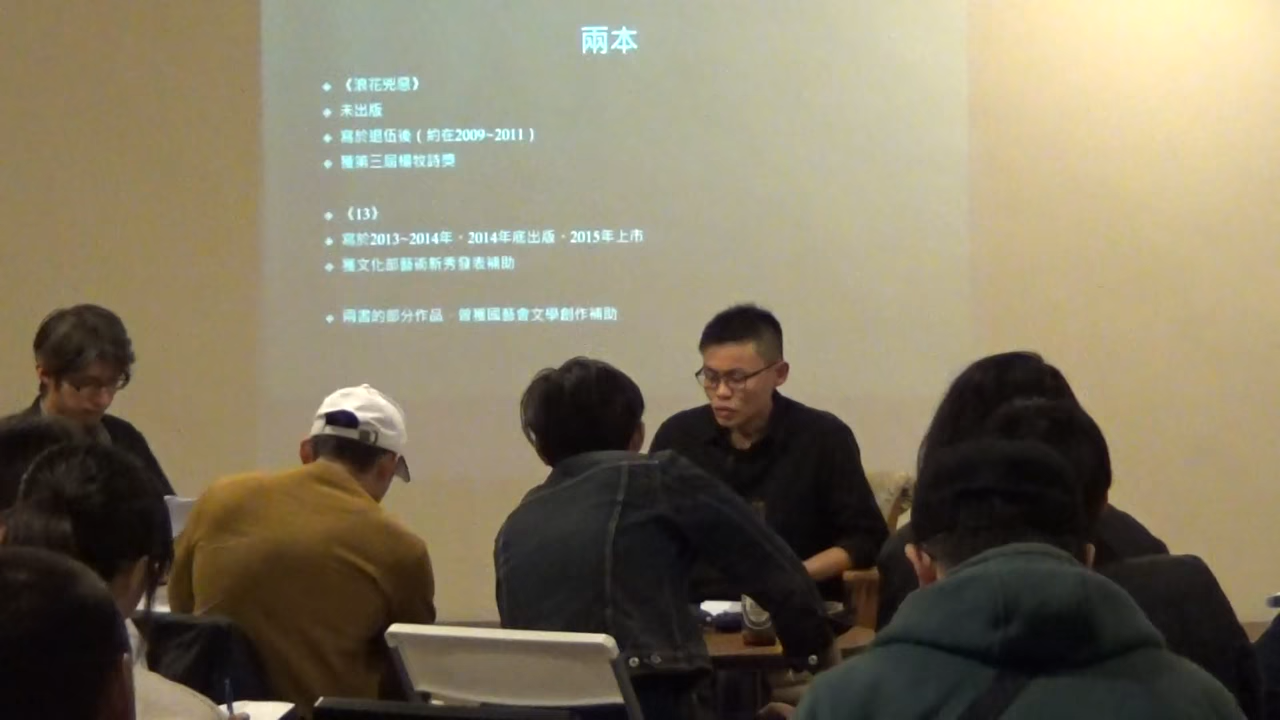 兩本
《浪花兇惡》
未出版
寫於退伍後（約在2009~2011）
獲第三屆楊牧詩獎
《13》
寫於2013~2014年，2014年底出版，2015年上市
獲文化部藝術新秀發表補助
兩書的部分作品，曾獲國藝會文學創作補助